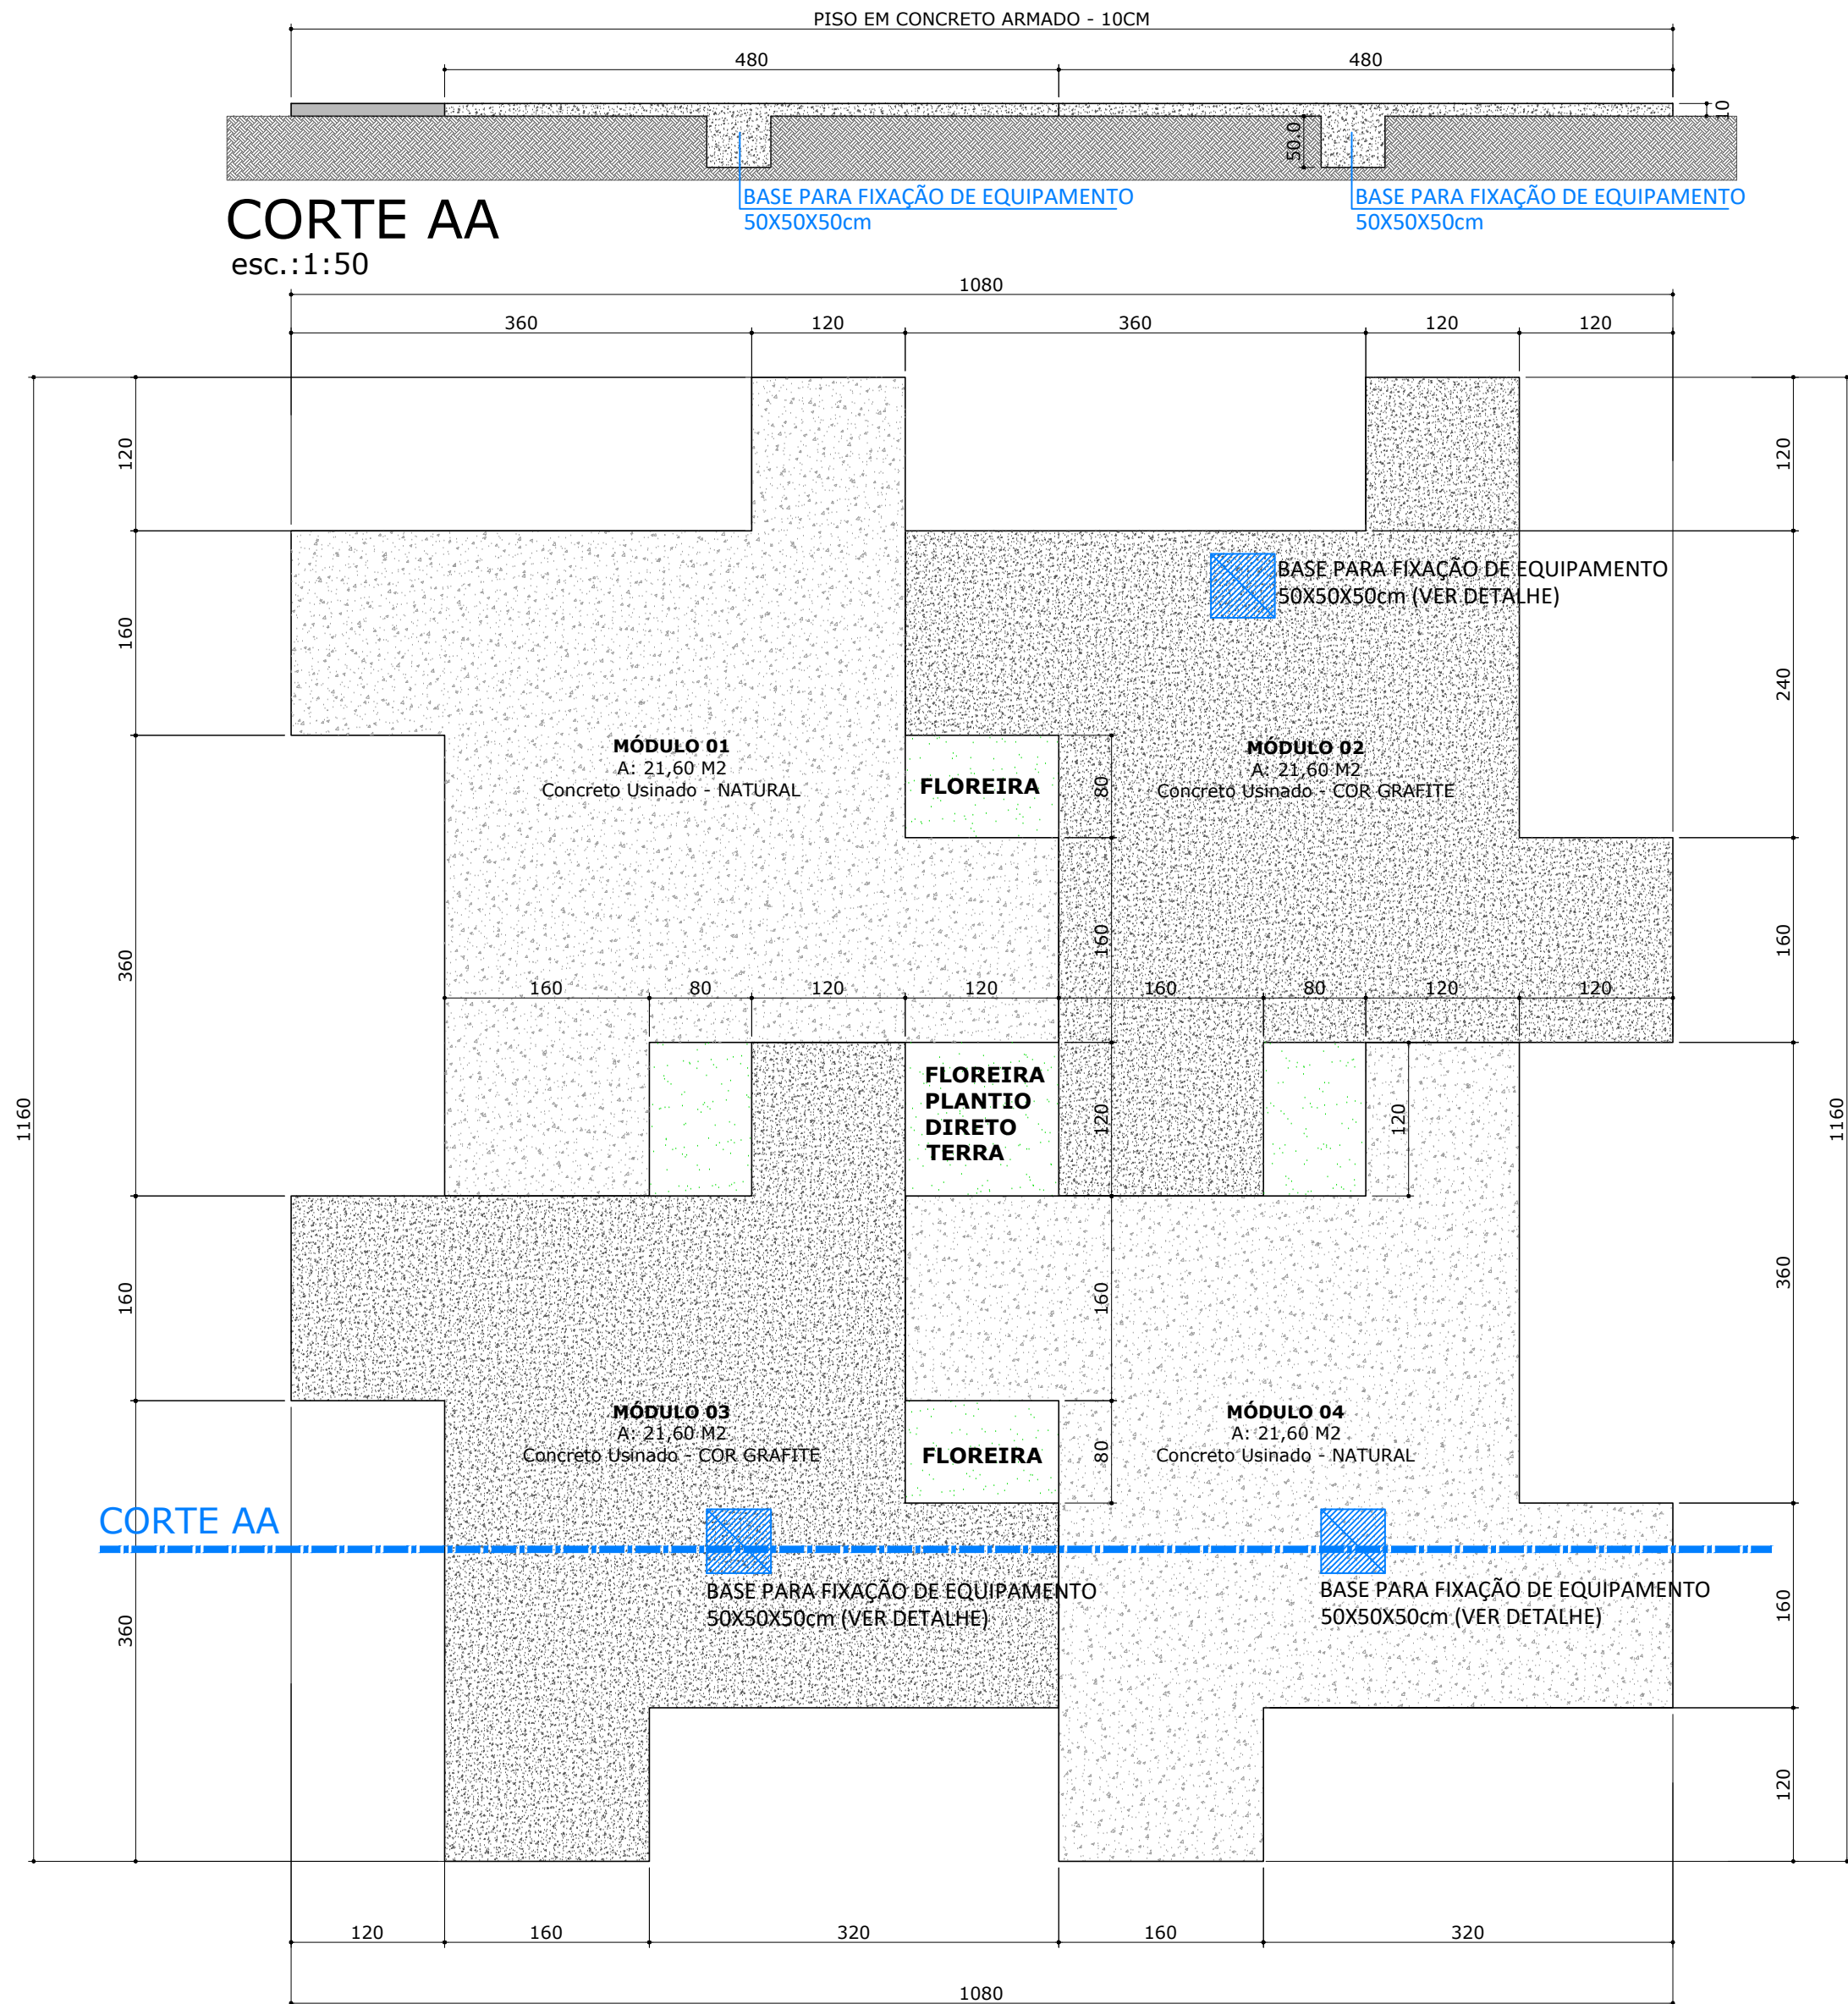 PISO EM CONCRETO ARMADO - 10CM
480
480
10
50.0
BASE PARA FIXAÇÃO DE EQUIPAMENTO
50X50X50cm
BASE PARA FIXAÇÃO DE EQUIPAMENTO
50X50X50cm
CORTE AA
esc.:1:50
1080
360
120
360
120
120
120
120
BASE PARA FIXAÇÃO DE EQUIPAMENTO
50X50X50cm (VER DETALHE)
160
240
MÓDULO 01
A: 21,60 M2
Concreto Usinado - NATURAL
FLOREIRA
80
MÓDULO 02
A: 21,60 M2
Concreto Usinado - COR GRAFITE
360
160
160
160
80
120
120
160
80
120
120
1160
FLOREIRA
PLANTIO
DIRETO
TERRA
120
120
1160
160
160
360
MÓDULO 03
A: 21,60 M2
Concreto Usinado - COR GRAFITE
FLOREIRA
80
MÓDULO 04
A: 21,60 M2
Concreto Usinado - NATURAL
CORTE AA
BASE PARA FIXAÇÃO DE EQUIPAMENTO
50X50X50cm (VER DETALHE)
BASE PARA FIXAÇÃO DE EQUIPAMENTO
50X50X50cm (VER DETALHE)
360
160
120
120
160
320
160
320
1080